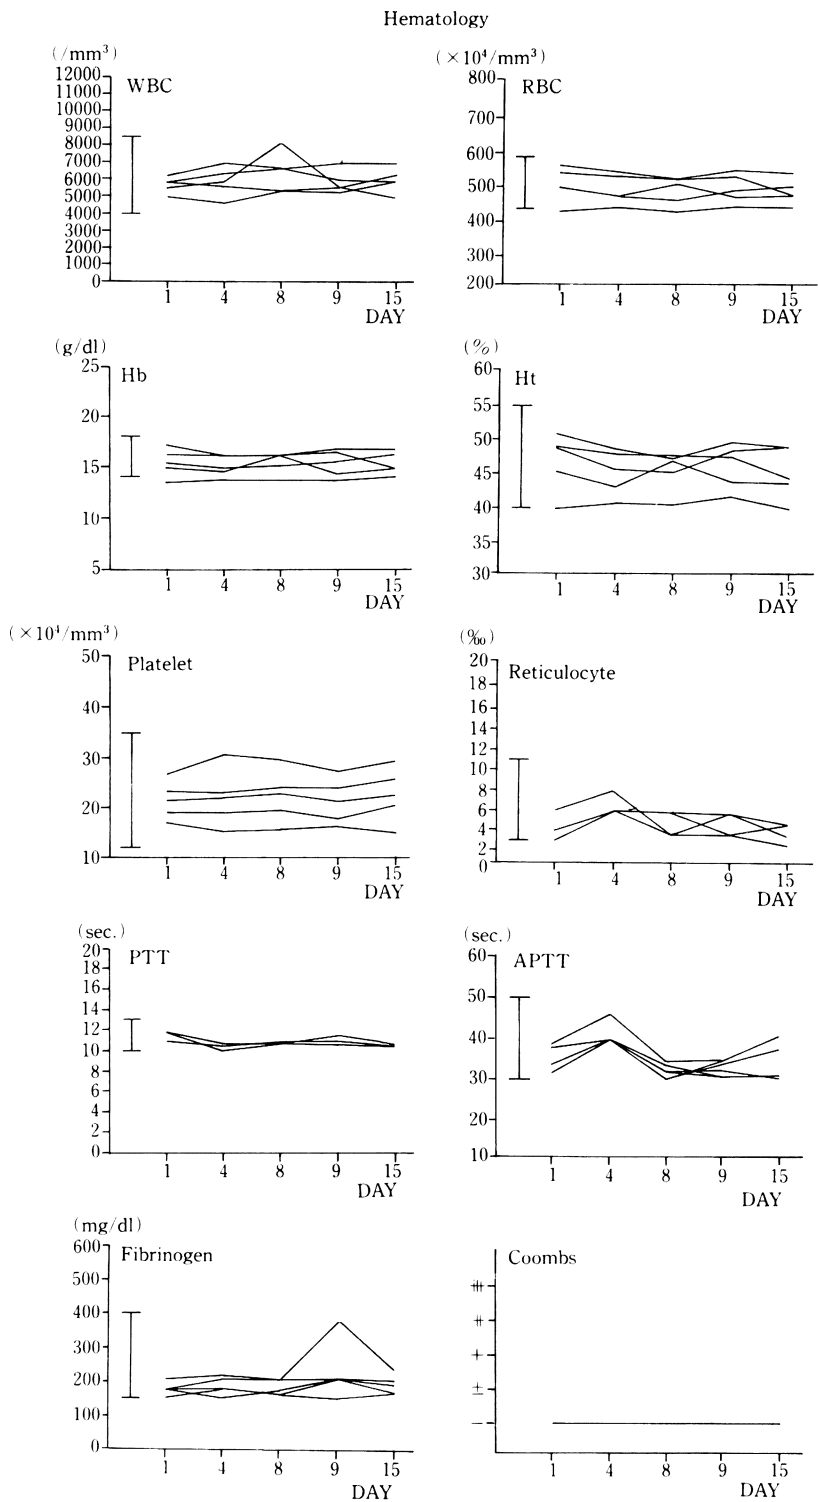 Hematology
(/mm³)
WBC
12000
11000
10000
9000
8000
7000
6000
5000
4000
3000
2000
1000
0
1 4 8 9 15
DAY
(×10⁴/mm³)
RBC
800
700
600
500
400
300
200
1 4 8 9 15
DAY
(g/dl)
Hb
25
20
15
10
5
1 4 8 9 15
DAY
(%)
Ht
60
55
50
45
40
35
30
1 4 8 9 15
DAY
(×10⁴/mm³)
Platelet
50
40
30
20
10
1 4 8 9 15
DAY
(‰)
Reticulocyte
20
18
16
14
12
10
8
6
4
2
0
1 4 8 9 15
DAY
(sec.)
PTT
20
18
16
14
12
10
8
6
4
2
0
1 4 8 9 15
DAY
(sec.)
APTT
60
50
40
30
20
10
1 4 8 9 15
DAY
(mg/dl)
Fibrinogen
600
500
400
300
200
100
0
1 4 8 9 15
DAY
Coombs
⧻
⧺
+
±
−
1 4 8 9 15
DAY